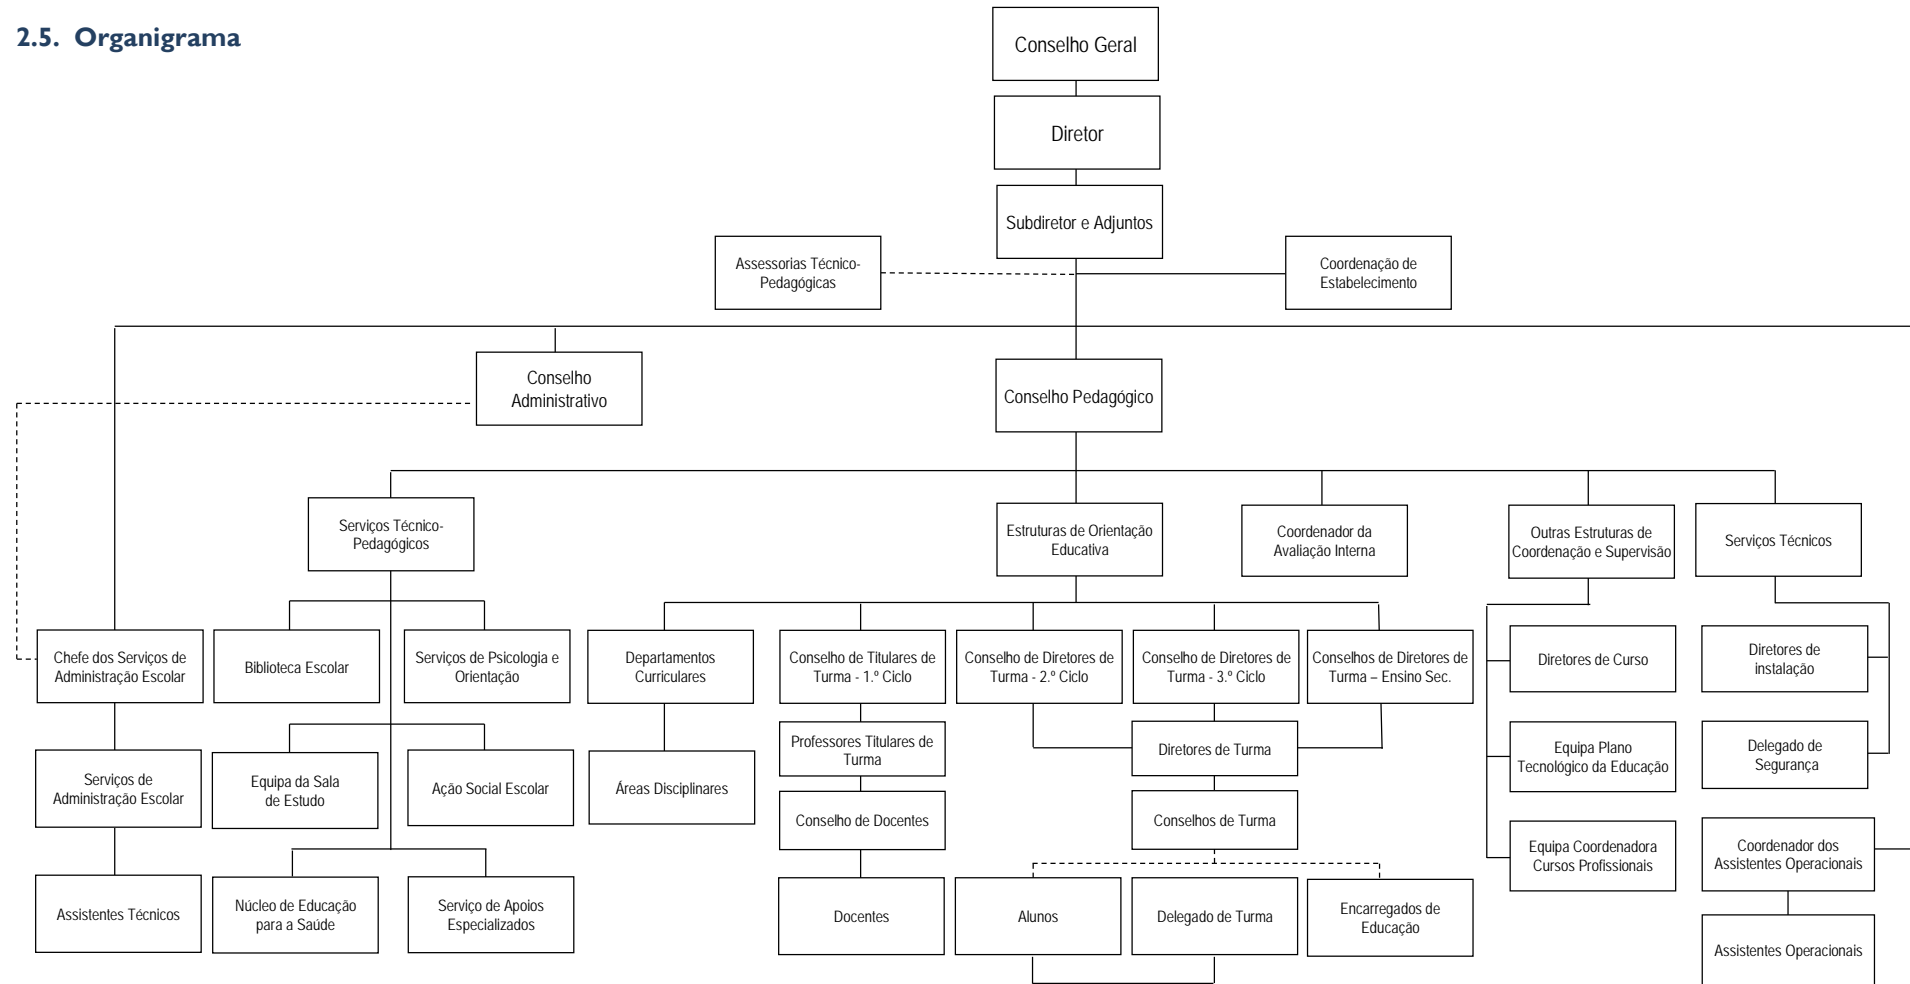 2.5. Organigrama
Conselho Geral
Diretor
Subdiretor e Adjuntos
Assessorias Técnico-
Pedagógicas
Coordenação de
Estabelecimento
Conselho
Administrativo
Conselho Pedagógico
Serviços Técnico-
Pedagógicos
Estruturas de Orientação
Educativa
Coordenador da
Avaliação Interna
Outras Estruturas de
Coordenação e Supervisão
Serviços Técnicos
Chefe dos Serviços de
Administração Escolar
Biblioteca Escolar
Serviços de Psicologia e
Orientação
Departamentos
Curriculares
Conselho de Titulares de
Turma - 1.º Ciclo
Conselho de Diretores de
Turma - 2.º Ciclo
Conselho de Diretores de
Turma - 3.º Ciclo
Conselhos de Diretores de
Turma – Ensino Sec.
Diretores de Curso
Diretores de
instalação
Serviços de
Administração Escolar
Equipa da Sala
de Estudo
Ação Social Escolar
Áreas Disciplinares
Professores Titulares de
Turma
Diretores de Turma
Equipa Plano
Tecnológico da Educação
Delegado de
Segurança
Conselho de Docentes
Conselhos de Turma
Equipa Coordenadora
Cursos Profissionais
Coordenador dos
Assistentes Operacionais
Assistentes Técnicos
Núcleo de Educação
para a Saúde
Serviço de Apoios
Especializados
Docentes
Alunos
Delegado de Turma
Encarregados de
Educação
Assistentes Operacionais